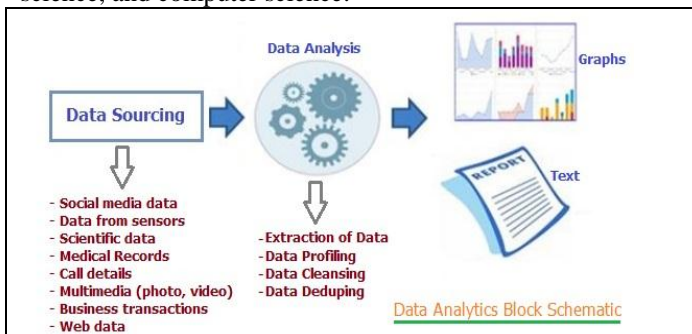 science, and computer science.
Data Analysis
Graphs
Data Sourcing
REPORT
Text
- Social media data
- Data from sensors
- Scientific data
- Medical Records
- Call details
- Multimedia (photo, video)
- Business transactions
- Web data
-Extraction of Data
-Data Profiling
-Data Cleansing
-Data Deduping
Data Analytics Block Schematic